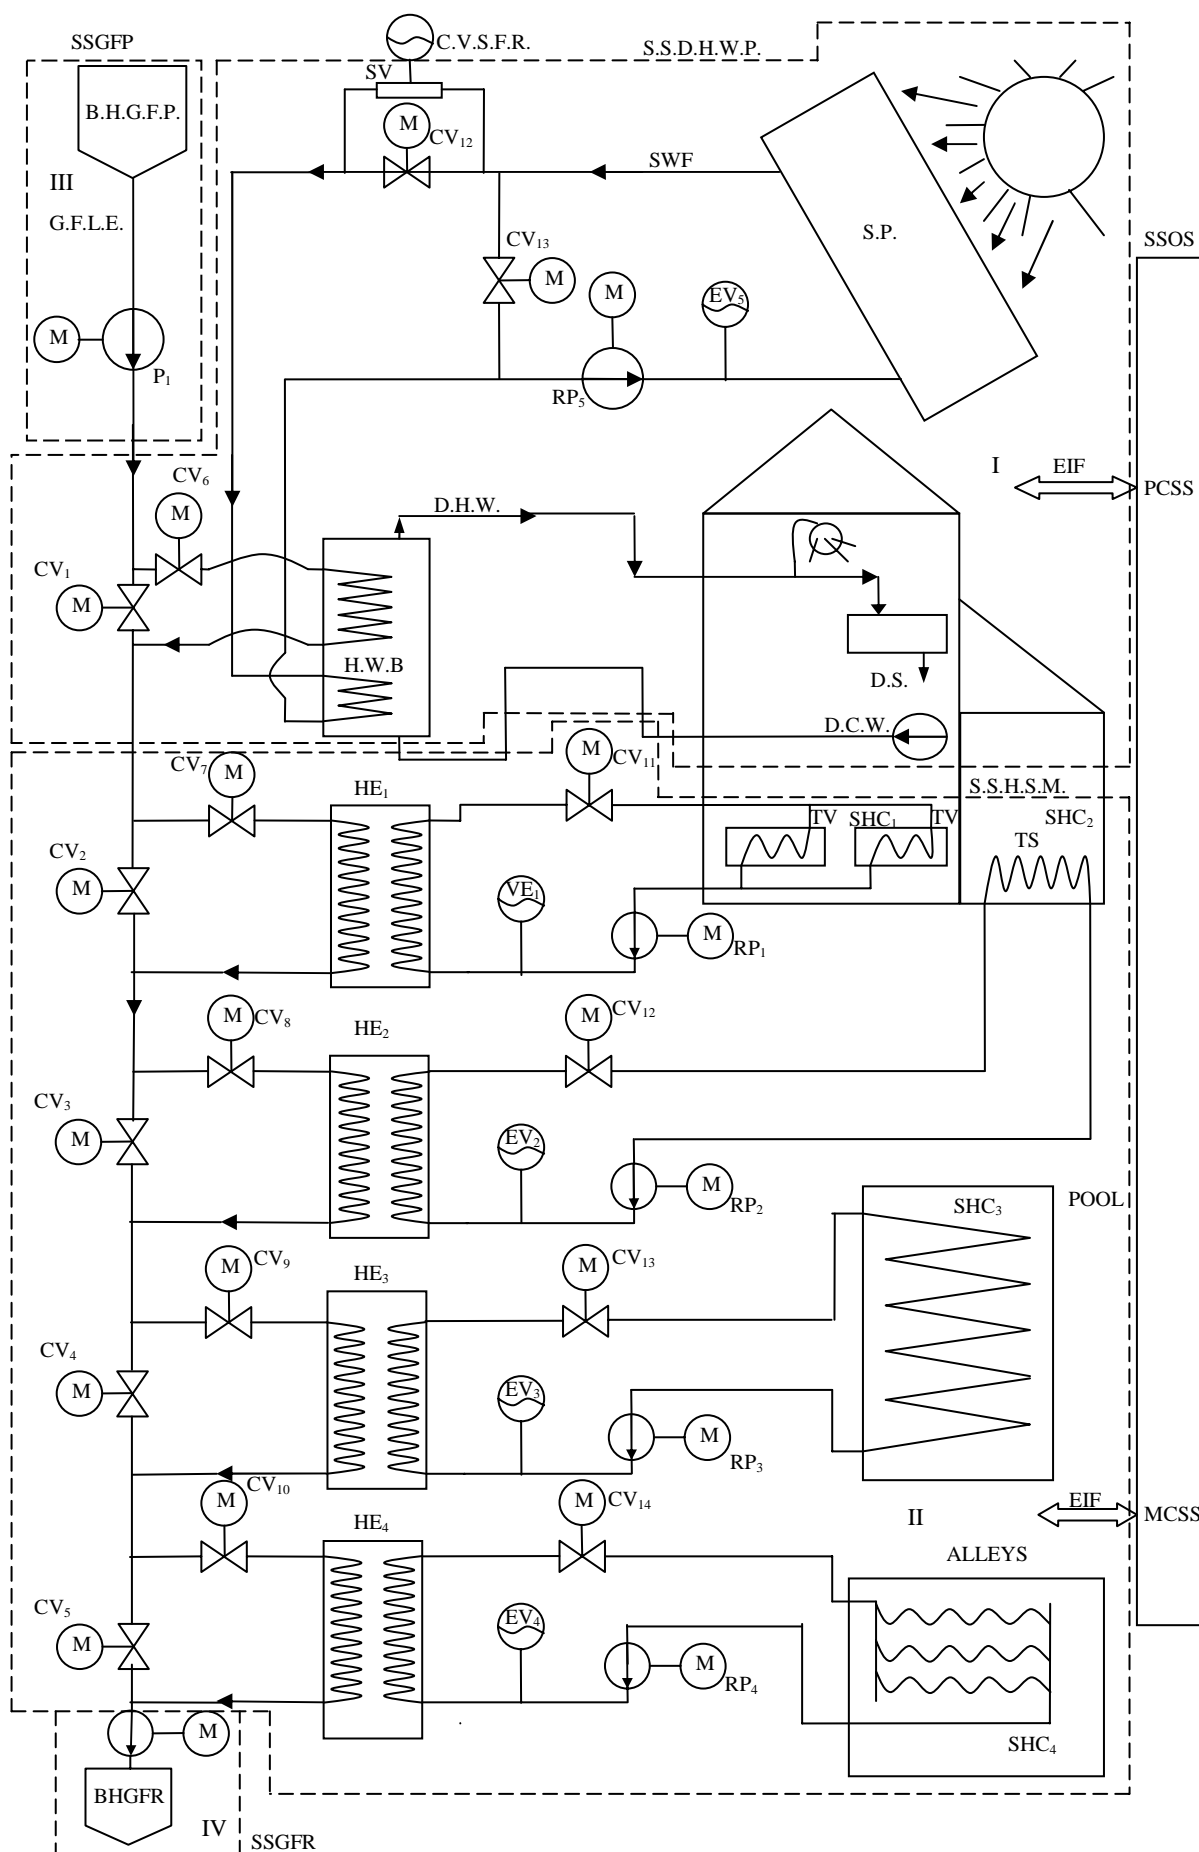 SSGFP
C.V.S.F.R.
S.S.D.H.W.P.
SV
B.H.G.F.P.
M
CV12
SWF
III
G.F.L.E.
S.P.
CV13
SSOS
M
M
EV5
M
P1
RP5
I
EIF
CV6
PCSS
M
D.H.W.
CV1
M
H.W.B
D.S.
D.C.W.
CV7
M
M
CV11
S.S.H.S.M.
HE1
TV
SHC1
TV
SHC2
CV2
TS
M
VE1
M
RP1
M
CV8
HE2
M
CV12
CV3
M
EV2
M
RP2
POOL
SHC3
M
CV9
HE3
M
CV13
CV4
M
EV3
M
RP3
CV10
M
M
CV14
II
EIF
MCSS
HE4
ALLEYS
CV5
M
EV4
M
RP4
M
SHC4
BHGFR
IV
SSGFR